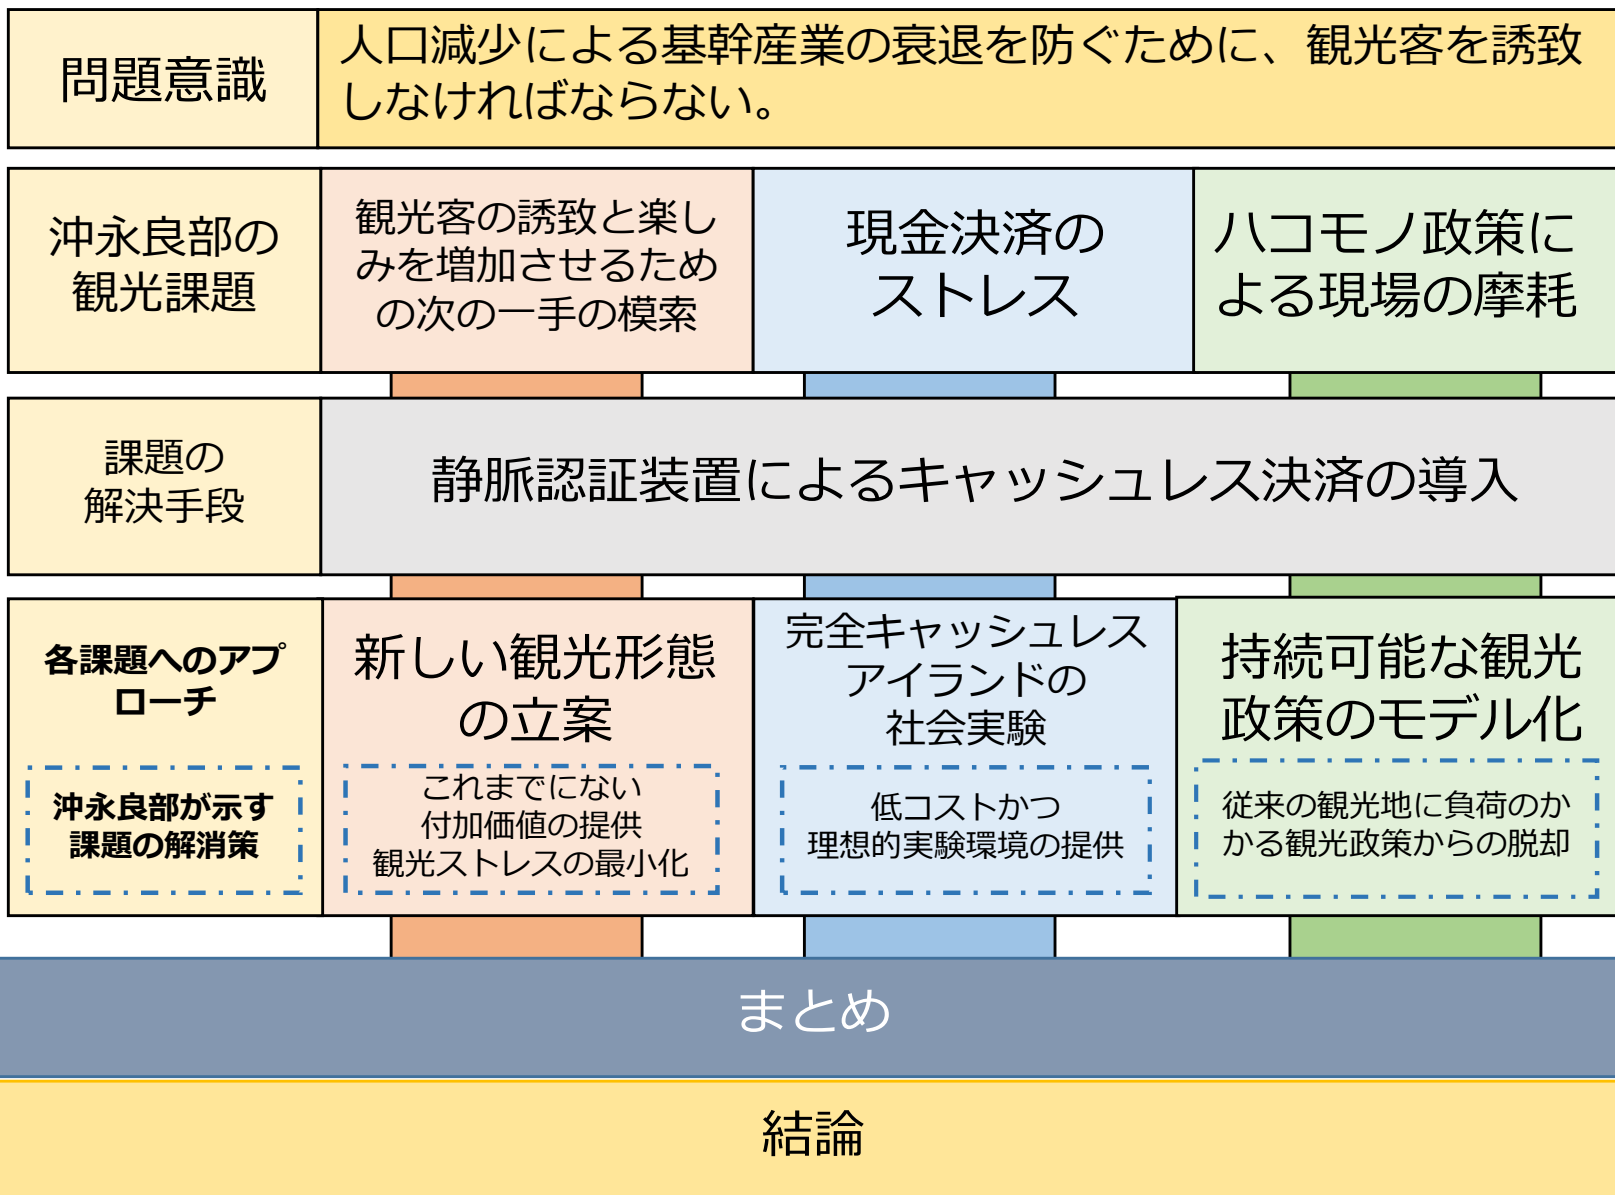 問題意識
人口減少による基幹産業の衰退を防ぐために、観光客を誘致
しなければならない。
沖永良部の
観光課題
観光客の誘致と楽し
みを増加させるため
の次の一手の模索
現金決済の
ストレス
ハコモノ政策に
よる現場の摩耗
課題の
解決手段
静脈認証装置によるキャッシュレス決済の導入
各課題へのアプ
ローチ
沖永良部が示す
課題の解消策
新しい観光形態
の立案
これまでにない
付加価値の提供
観光ストレスの最小化
完全キャッシュレス
アイランドの
社会実験
低コストかつ
理想的実験環境の提供
持続可能な観光
政策のモデル化
従来の観光地に負荷のか
かる観光政策からの脱却
まとめ
結論